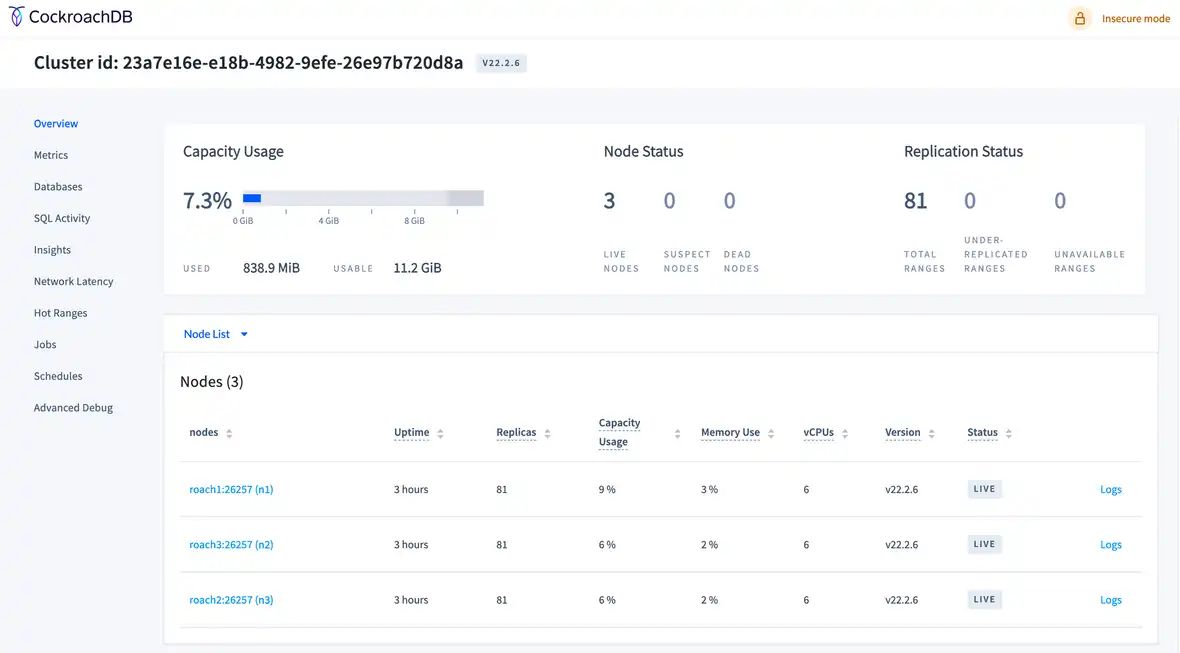 CockroachDB
Insecure mode
Cluster id: 23a7e16e-e18b-4982-9efe-26e97b720d8a V22.2.6
Overview
Metrics
Databases
SQL Activity
Insights
Network Latency
Hot Ranges
Jobs
Schedules
Advanced Debug
Capacity Usage
7.3%
0 GiB 4 GiB 8 GiB
USED 838.9 MiB USABLE 11.2 GiB
Node Status
3 0 0
LIVE SUSPECT DEAD
NODES NODES NODES
Replication Status
81 0 0
UNDER-
TOTAL REPLICATED UNAVAILABLE
RANGES RANGES RANGES
Node List
Nodes (3)
nodes Uptime Replicas Capacity Usage Memory Use vCPUs Version Status
roach1:26257 (n1) 3 hours 81 9 % 3 % 6 v22.2.6 LIVE Logs
roach3:26257 (n2) 3 hours 81 6 % 2 % 6 v22.2.6 LIVE Logs
roach2:26257 (n3) 3 hours 81 6 % 2 % 6 v22.2.6 LIVE Logs